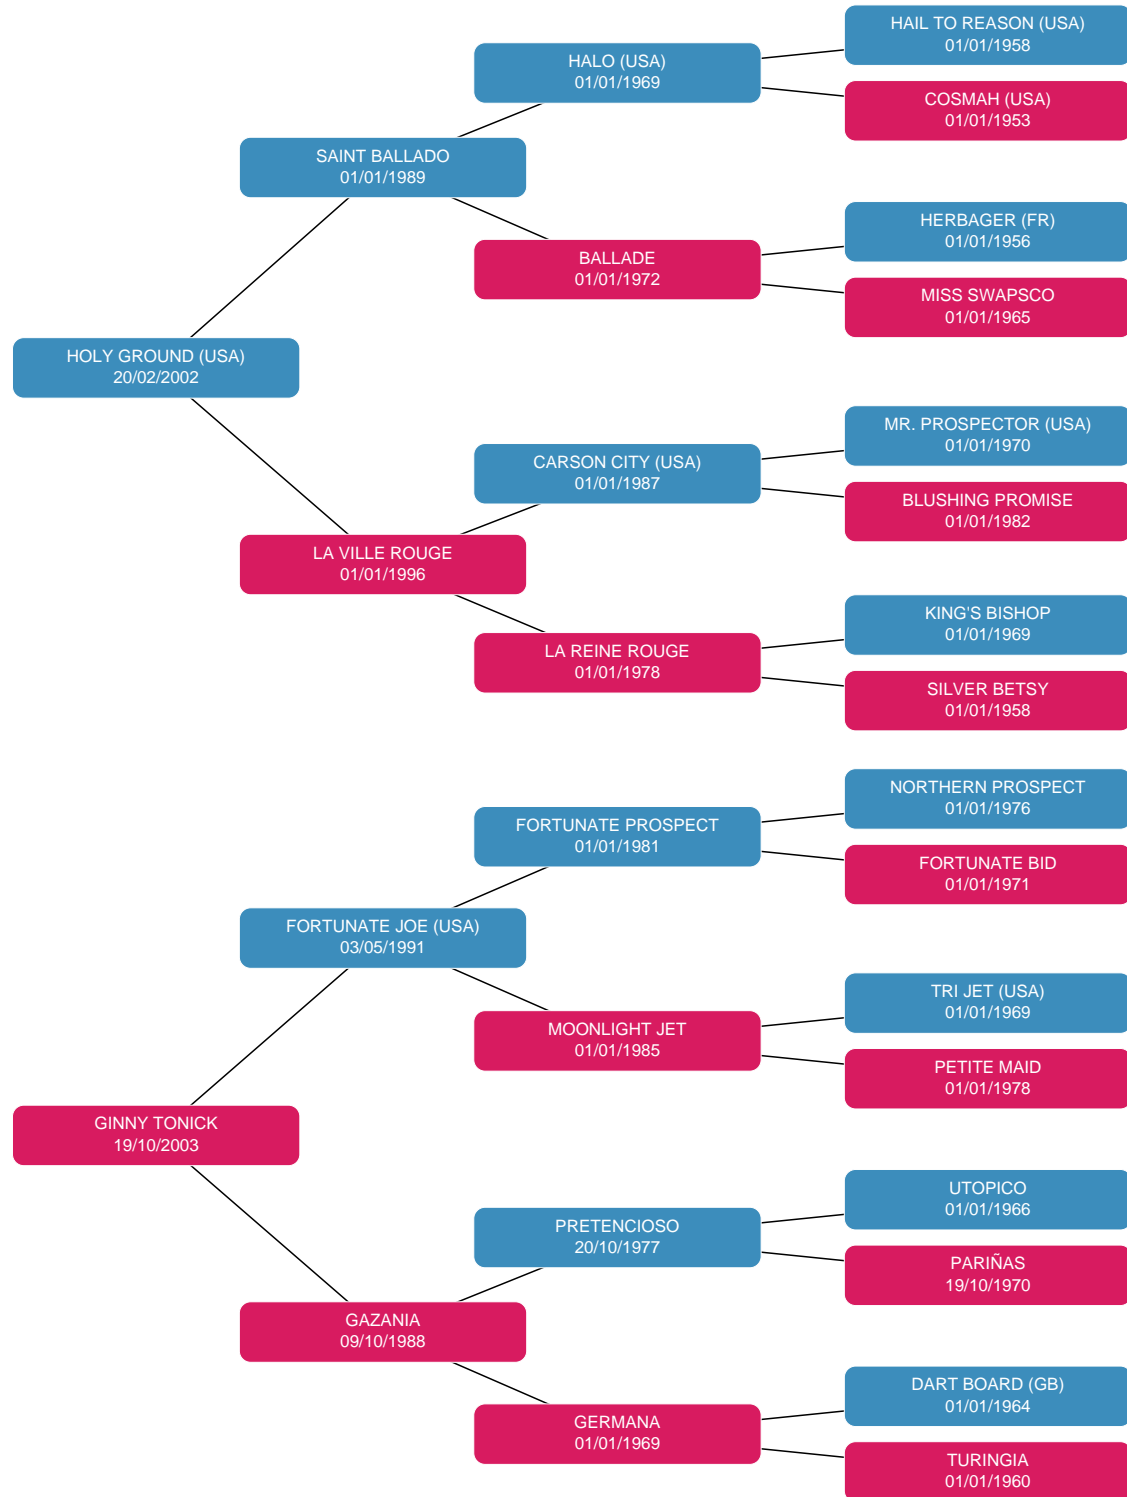 HAIL TO REASON (USA)
01/01/1958
HALO (USA)
01/01/1969
COSMAH (USA)
01/01/1953
SAINT BALLADO
01/01/1989
HERBAGER (FR)
01/01/1956
BALLADE
01/01/1972
MISS SWAPSCO
01/01/1965
HOLY GROUND (USA)
20/02/2002
MR. PROSPECTOR (USA)
01/01/1970
CARSON CITY (USA)
01/01/1987
BLUSHING PROMISE
01/01/1982
LA VILLE ROUGE
01/01/1996
KING'S BISHOP
01/01/1969
LA REINE ROUGE
01/01/1978
SILVER BETSY
01/01/1958
NORTHERN PROSPECT
01/01/1976
FORTUNATE PROSPECT
01/01/1981
FORTUNATE BID
01/01/1971
FORTUNATE JOE (USA)
03/05/1991
TRI JET (USA)
01/01/1969
MOONLIGHT JET
01/01/1985
PETITE MAID
01/01/1978
GINNY TONICK
19/10/2003
UTOPICO
01/01/1966
PRETENCIOSO
20/10/1977
PARIÑAS
19/10/1970
GAZANIA
09/10/1988
DART BOARD (GB)
01/01/1964
GERMANA
01/01/1969
TURINGIA
01/01/1960